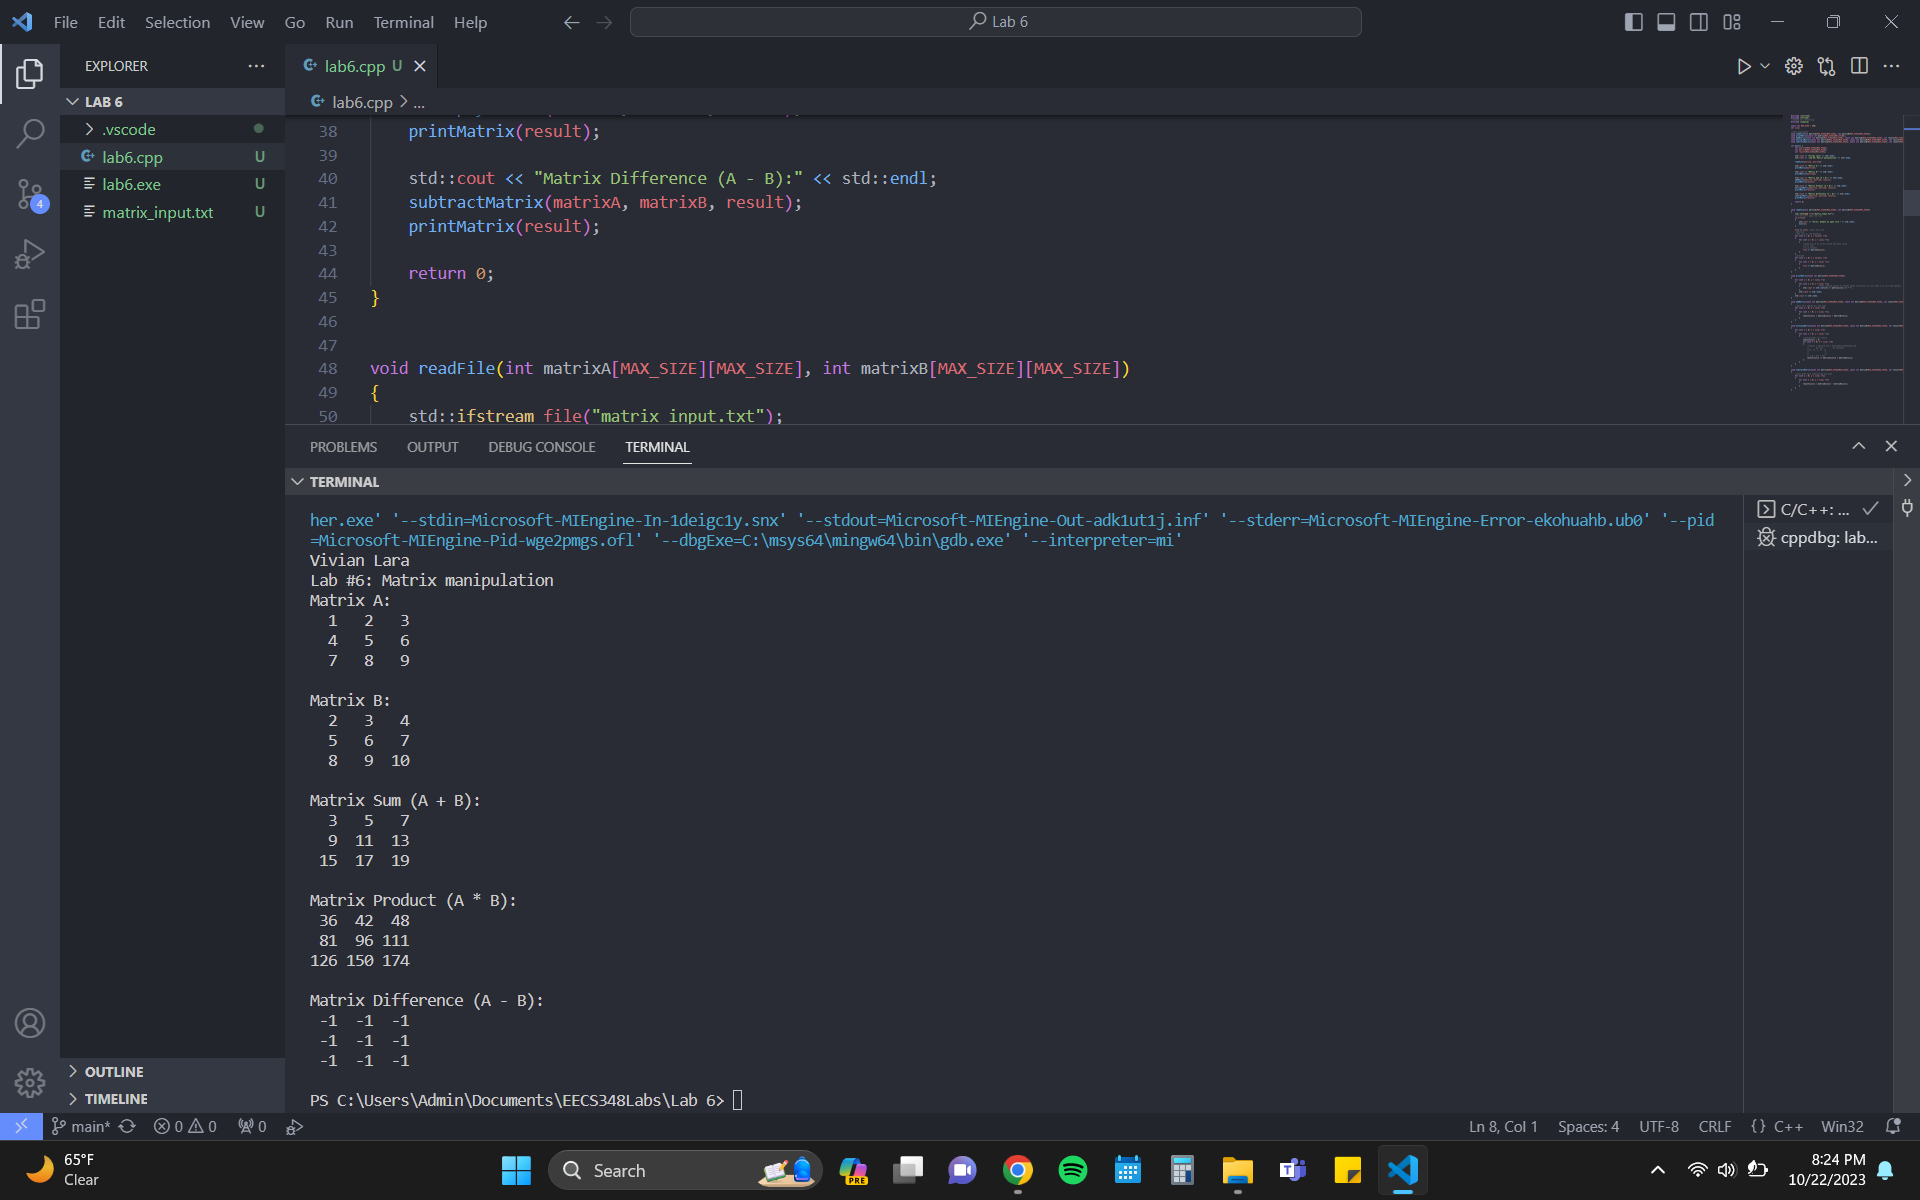 File Edit Selection View Go Run Terminal Help
Lab 6
EXPLORER
lab6.cpp U
LAB 6
lab6.cpp > ...
.vscode
lab6.cpp U
lab6.exe U
matrix_input.txt U
4
38 printMatrix(result);
39
40 std::cout << "Matrix Difference (A - B):" << std::endl;
41 subtractMatrix(matrixA, matrixB, result);
42 printMatrix(result);
43
44 return 0;
45 }
46
47
48 void readFile(int matrixA[MAX_SIZE][MAX_SIZE], int matrixB[MAX_SIZE][MAX_SIZE])
49 {
50 std::ifstream file("matrix_input.txt");
PROBLEMS OUTPUT DEBUG CONSOLE TERMINAL
TERMINAL
C/C++: ...
cppdbg: lab...
her.exe' '--stdin=Microsoft-MIEngine-In-1deigc1y.snx' '--stdout=Microsoft-MIEngine-Out-adk1ut1j.inf' '--stderr=Microsoft-MIEngine-Error-ekohuahb.ub0' '--pid
=Microsoft-MIEngine-Pid-wge2pmgs.ofl' '--dbgExe=C:\msys64\mingw64\bin\gdb.exe' '--interpreter=mi'
Vivian Lara
Lab #6: Matrix manipulation
Matrix A:
1 2 3
4 5 6
7 8 9
Matrix B:
2 3 4
5 6 7
8 9 10
Matrix Sum (A + B):
3 5 7
9 11 13
15 17 19
Matrix Product (A * B):
36 42 48
81 96 111
126 150 174
Matrix Difference (A - B):
-1 -1 -1
-1 -1 -1
-1 -1 -1
PS C:\Users\Admin\Documents\EECS348Labs\Lab 6>
OUTLINE
TIMELINE
main* 0 0 0 Ln 8, Col 1 Spaces: 4 UTF-8 CRLF {} C++ Win32
65°F
Clear
Search
PRE
8:24 PM
10/22/2023